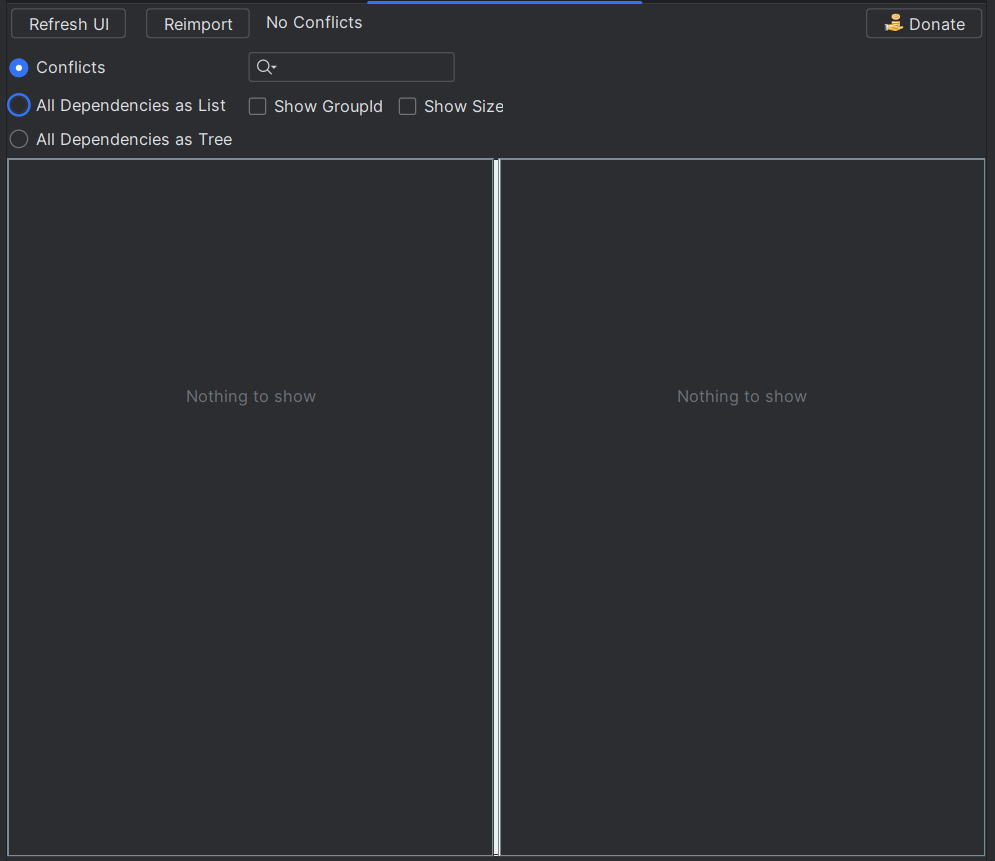 Refresh UI Reimport No Conflicts Donate
Conflicts
All Dependencies as List Show GroupId Show Size
All Dependencies as Tree
Nothing to show Nothing to show